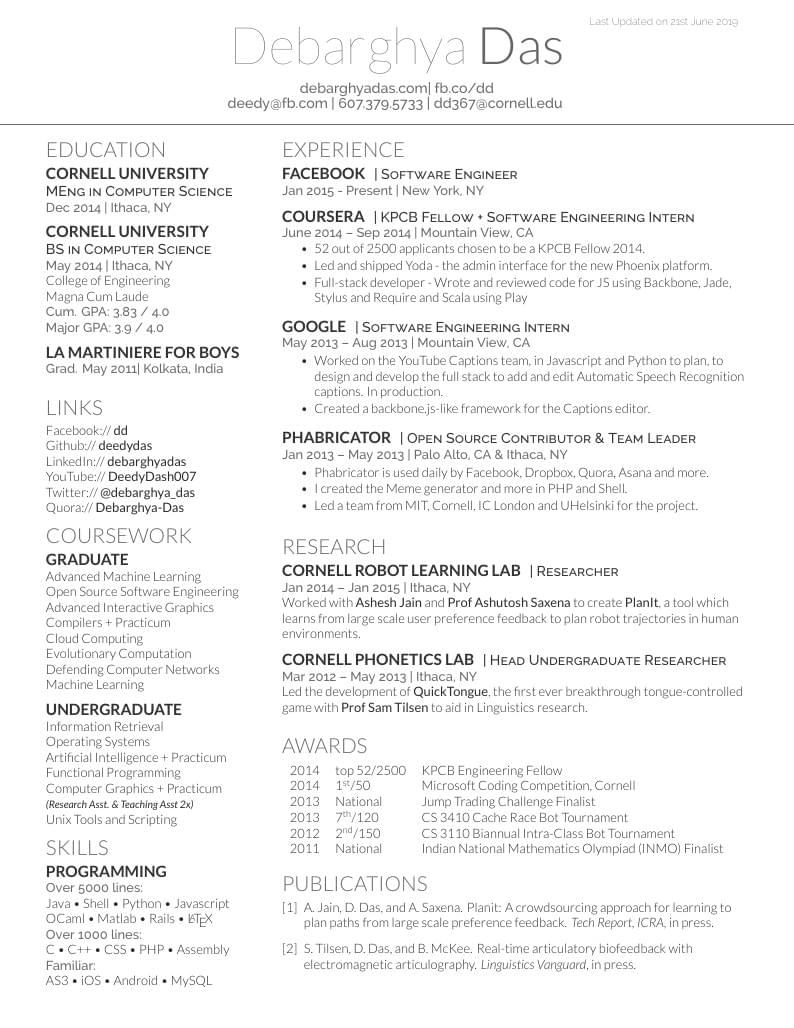 Last Updated on 21st June 2019
Debarghya Das
debarghyadas.com| fb.co/dd
deedy@fb.com | 607.379.5733 | dd367@cornell.edu
EDUCATION
CORNELL UNIVERSITY
MEng in Computer Science
Dec 2014 | Ithaca, NY
CORNELL UNIVERSITY
BS in Computer Science
May 2014 | Ithaca, NY
College of Engineering
Magna Cum Laude
Cum. GPA: 3.83 / 4.0
Major GPA: 3.9 / 4.0
LA MARTINIERE FOR BOYS
Grad. May 2011| Kolkata, India
LINKS
Facebook:// dd
Github:// deedydas
LinkedIn:// debarghyadas
YouTube:// DeedyDash007
Twitter:// @debarghya_das
Quora:// Debarghya-Das
COURSEWORK
GRADUATE
Advanced Machine Learning
Open Source Software Engineering
Advanced Interactive Graphics
Compilers + Practicum
Cloud Computing
Evolutionary Computation
Defending Computer Networks
Machine Learning
UNDERGRADUATE
Information Retrieval
Operating Systems
Artificial Intelligence + Practicum
Functional Programming
Computer Graphics + Practicum
(Research Asst. & Teaching Asst 2x)
Unix Tools and Scripting
SKILLS
PROGRAMMING
Over 5000 lines:
Java • Shell • Python • Javascript
OCaml • Matlab • Rails • LATEX
Over 1000 lines:
C • C++ • CSS • PHP • Assembly
Familiar:
AS3 • iOS • Android • MySQL
EXPERIENCE
FACEBOOK | Software Engineer
Jan 2015 - Present | New York, NY
COURSERA | KPCB Fellow + Software Engineering Intern
June 2014 – Sep 2014 | Mountain View, CA
• 52 out of 2500 applicants chosen to be a KPCB Fellow 2014.
• Led and shipped Yoda - the admin interface for the new Phoenix platform.
• Full-stack developer - Wrote and reviewed code for JS using Backbone, Jade,
Stylus and Require and Scala using Play
GOOGLE | Software Engineering Intern
May 2013 – Aug 2013 | Mountain View, CA
• Worked on the YouTube Captions team, in Javascript and Python to plan, to
design and develop the full stack to add and edit Automatic Speech Recognition
captions. In production.
• Created a backbone.js-like framework for the Captions editor.
PHABRICATOR | Open Source Contributor & Team Leader
Jan 2013 – May 2013 | Palo Alto, CA & Ithaca, NY
• Phabricator is used daily by Facebook, Dropbox, Quora, Asana and more.
• I created the Meme generator and more in PHP and Shell.
• Led a team from MIT, Cornell, IC London and UHelsinki for the project.
RESEARCH
CORNELL ROBOT LEARNING LAB | Researcher
Jan 2014 – Jan 2015 | Ithaca, NY
Worked with Ashesh Jain and Prof Ashutosh Saxena to create PlanIt, a tool which
learns from large scale user preference feedback to plan robot trajectories in human
environments.
CORNELL PHONETICS LAB | Head Undergraduate Researcher
Mar 2012 – May 2013 | Ithaca, NY
Led the development of QuickTongue, the first ever breakthrough tongue-controlled
game with Prof Sam Tilsen to aid in Linguistics research.
AWARDS
2014 top 52/2500 KPCB Engineering Fellow
2014 1st/50 Microsoft Coding Competition, Cornell
2013 National Jump Trading Challenge Finalist
2013 7th/120 CS 3410 Cache Race Bot Tournament
2012 2nd/150 CS 3110 Biannual Intra-Class Bot Tournament
2011 National Indian National Mathematics Olympiad (INMO) Finalist
PUBLICATIONS
[1] A. Jain, D. Das, and A. Saxena. Planit: A crowdsourcing approach for learning to
plan paths from large scale preference feedback. Tech Report, ICRA, in press.
[2] S. Tilsen, D. Das, and B. McKee. Real-time articulatory biofeedback with
electromagnetic articulography. Linguistics Vanguard, in press.